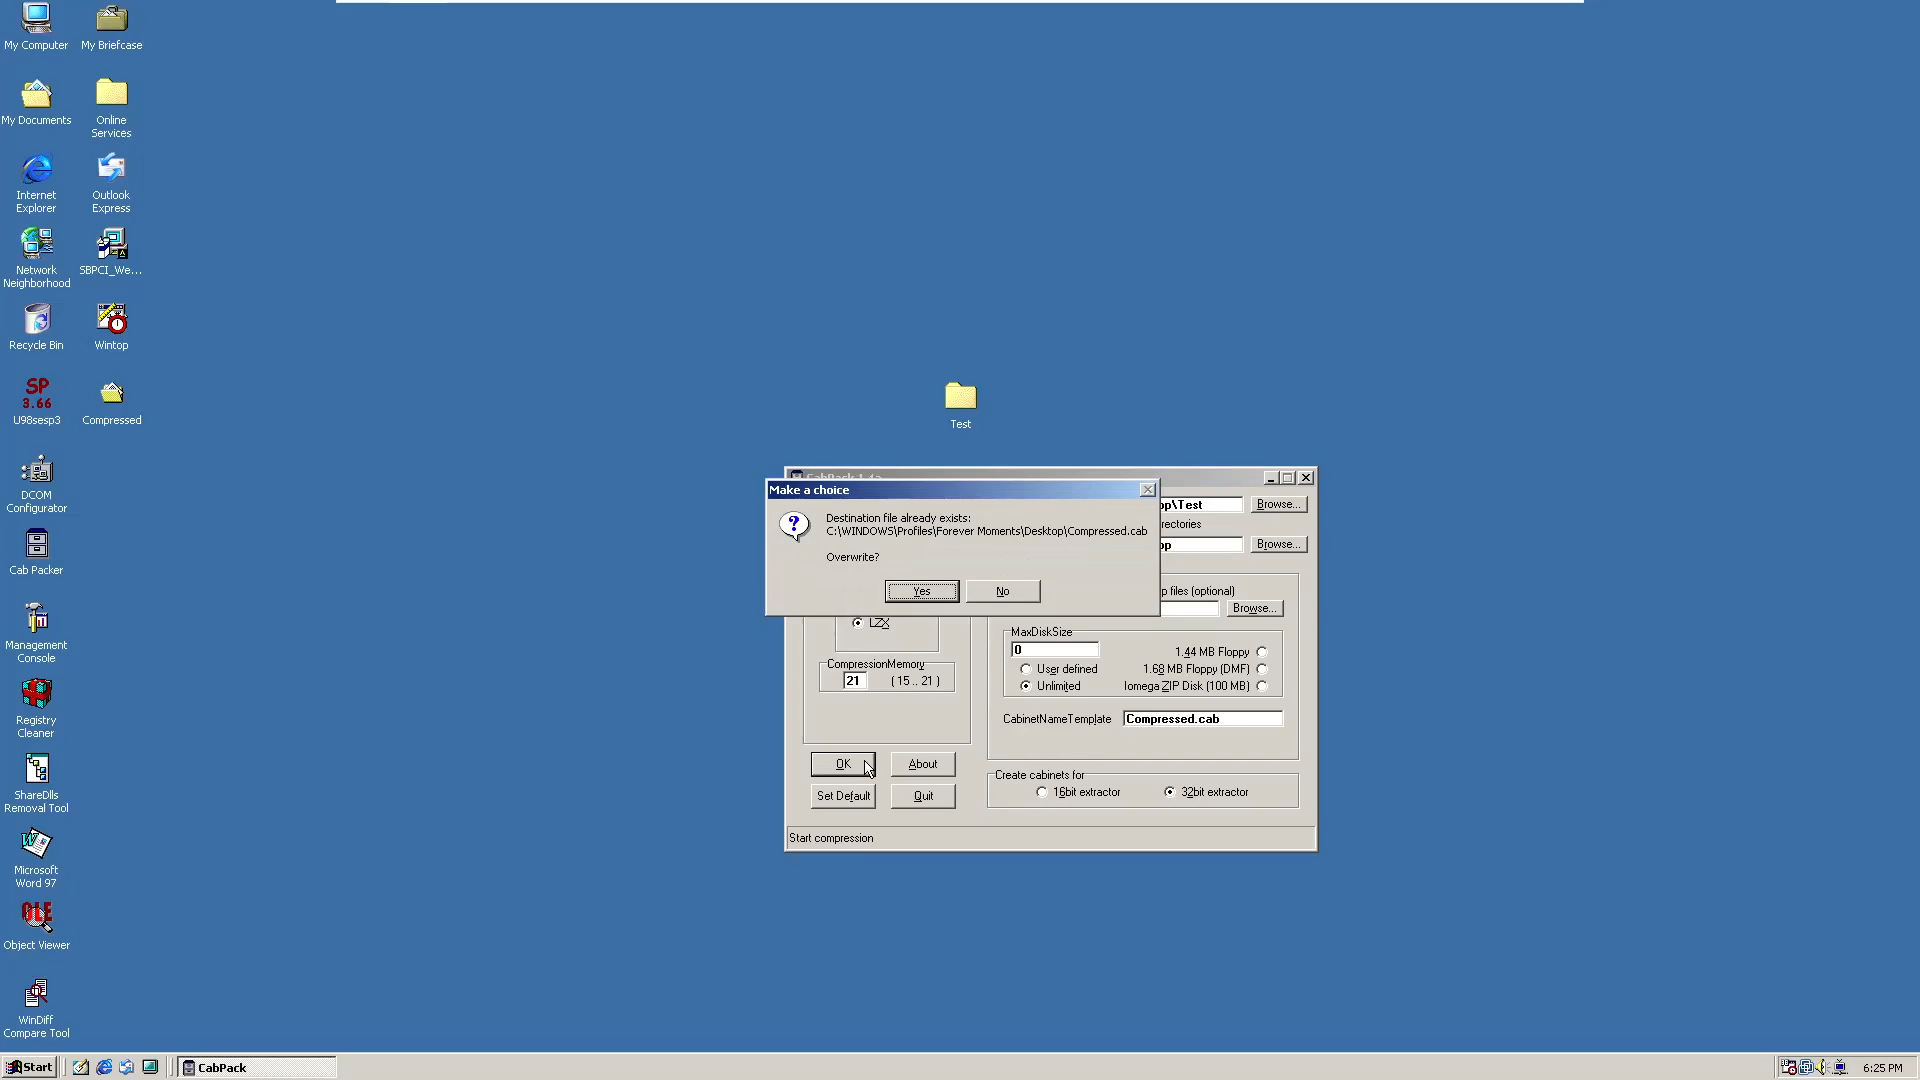 My Computer
My Briefcase
My Documents
Online
Services
Internet
Explorer
Outlook
Express
Network
Neighborhood
SBPCI_We...
Recycle Bin
Wintop
SP
3.66
U98sesp3
Compressed
DCOM
Configurator
Cab Packer
Management
Console
Registry
Cleaner
ShareDlls
Removal Tool
Microsoft
Word 97
OLE
Object Viewer
WinDiff
Compare Tool
Test
Make a choice
Destination file already exists:
C:\WINDOWS\Profiles\Forever Moments\Desktop\Compressed.cab
Overwrite?
Yes
No
op\Test
Browse...
rectories
op
Browse...
p files (optional)
Browse...
LZX
CompressionMemory
21
( 15 .. 21 )
MaxDiskSize
0
1.44 MB Floppy
User defined
1.68 MB Floppy (DMF)
Unlimited
Iomega ZIP Disk (100 MB)
CabinetNameTemplate
Compressed.cab
OK
About
Set Default
Quit
Create cabinets for
16bit extractor
32bit extractor
Start compression
Start
CabPack
6:25 PM